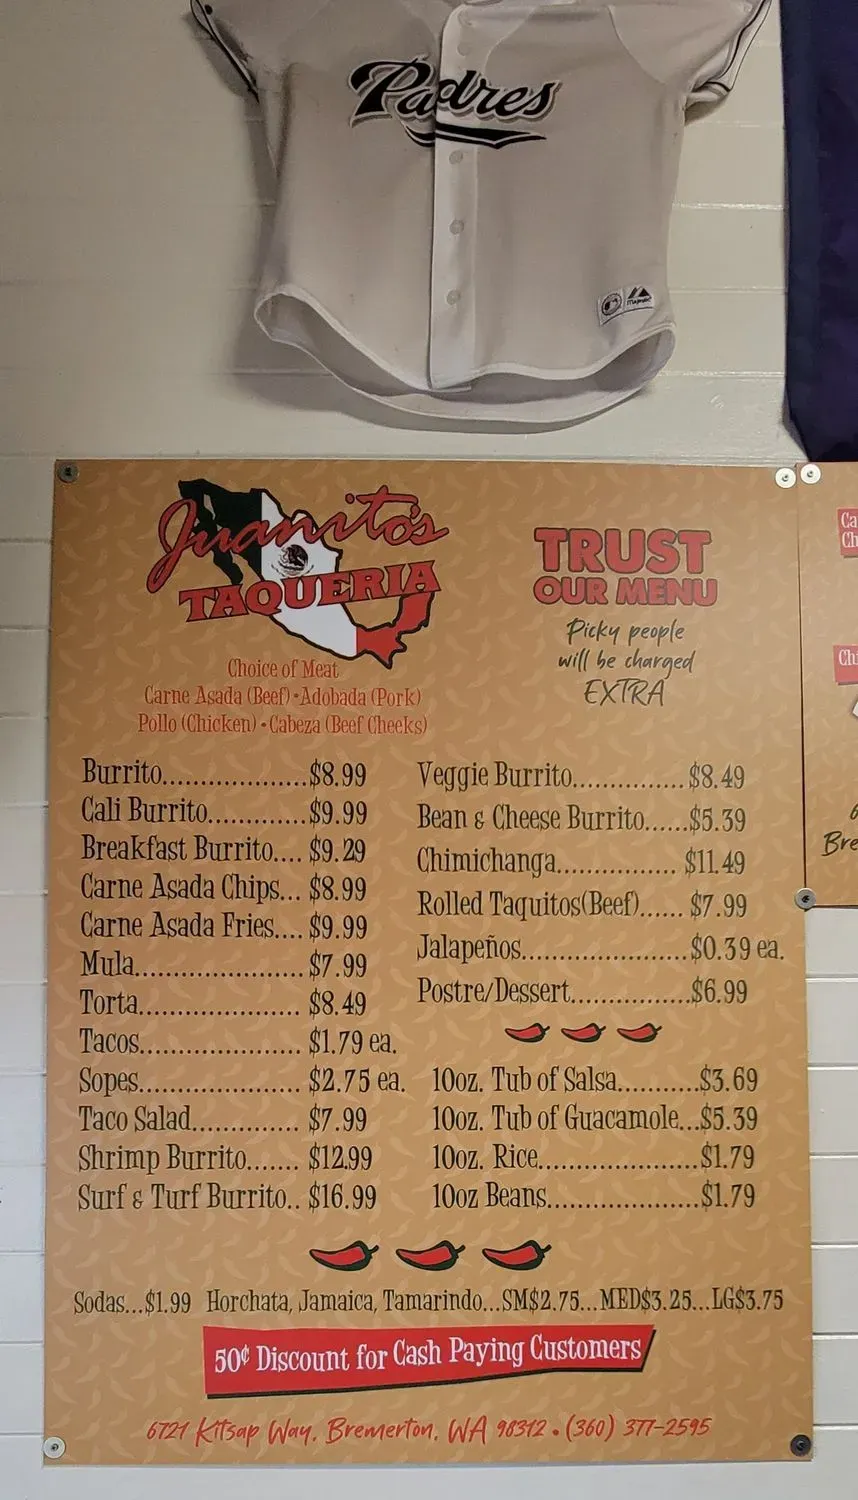 Padres
Majestic
Juanito's
TAQUERIA
TRUST
OUR MENU
Picky people
will be charged
EXTRA
Choice of Meat
Carne Asada (Beef)•Adobada (Pork)
Pollo (Chicken)•Cabeza (Beef Cheeks)
Burrito...................$8.99
Cali Burrito.............$9.99
Breakfast Burrito.... $9.29
Carne Asada Chips... $8.99
Carne Asada Fries.... $9.99
Mula...................... $7.99
Torta..................... $8.49
Tacos..................... $1.79 ea.
Sopes..................... $2.75 ea.
Taco Salad.............. $7.99
Shrimp Burrito....... $12.99
Surf & Turf Burrito.. $16.99
Veggie Burrito............... $8.49
Bean & Cheese Burrito......$5.39
Chimichanga................ $11.49
Rolled Taquitos(Beef)...... $7.99
Jalapeños......................$0.39 ea.
Postre/Dessert................$6.99
10oz. Tub of Salsa...........$3.69
10oz. Tub of Guacamole...$5.39
10oz. Rice.....................$1.79
10oz Beans....................$1.79
Sodas...$1.99 Horchata, Jamaica, Tamarindo...SM$2.75...MED$3.25...LG$3.75
50¢ Discount for Cash Paying Customers
6721 Kitsap Way, Bremerton, WA 98312 • (360) 377-2595
Ca
Ch
Chi
6
Bre